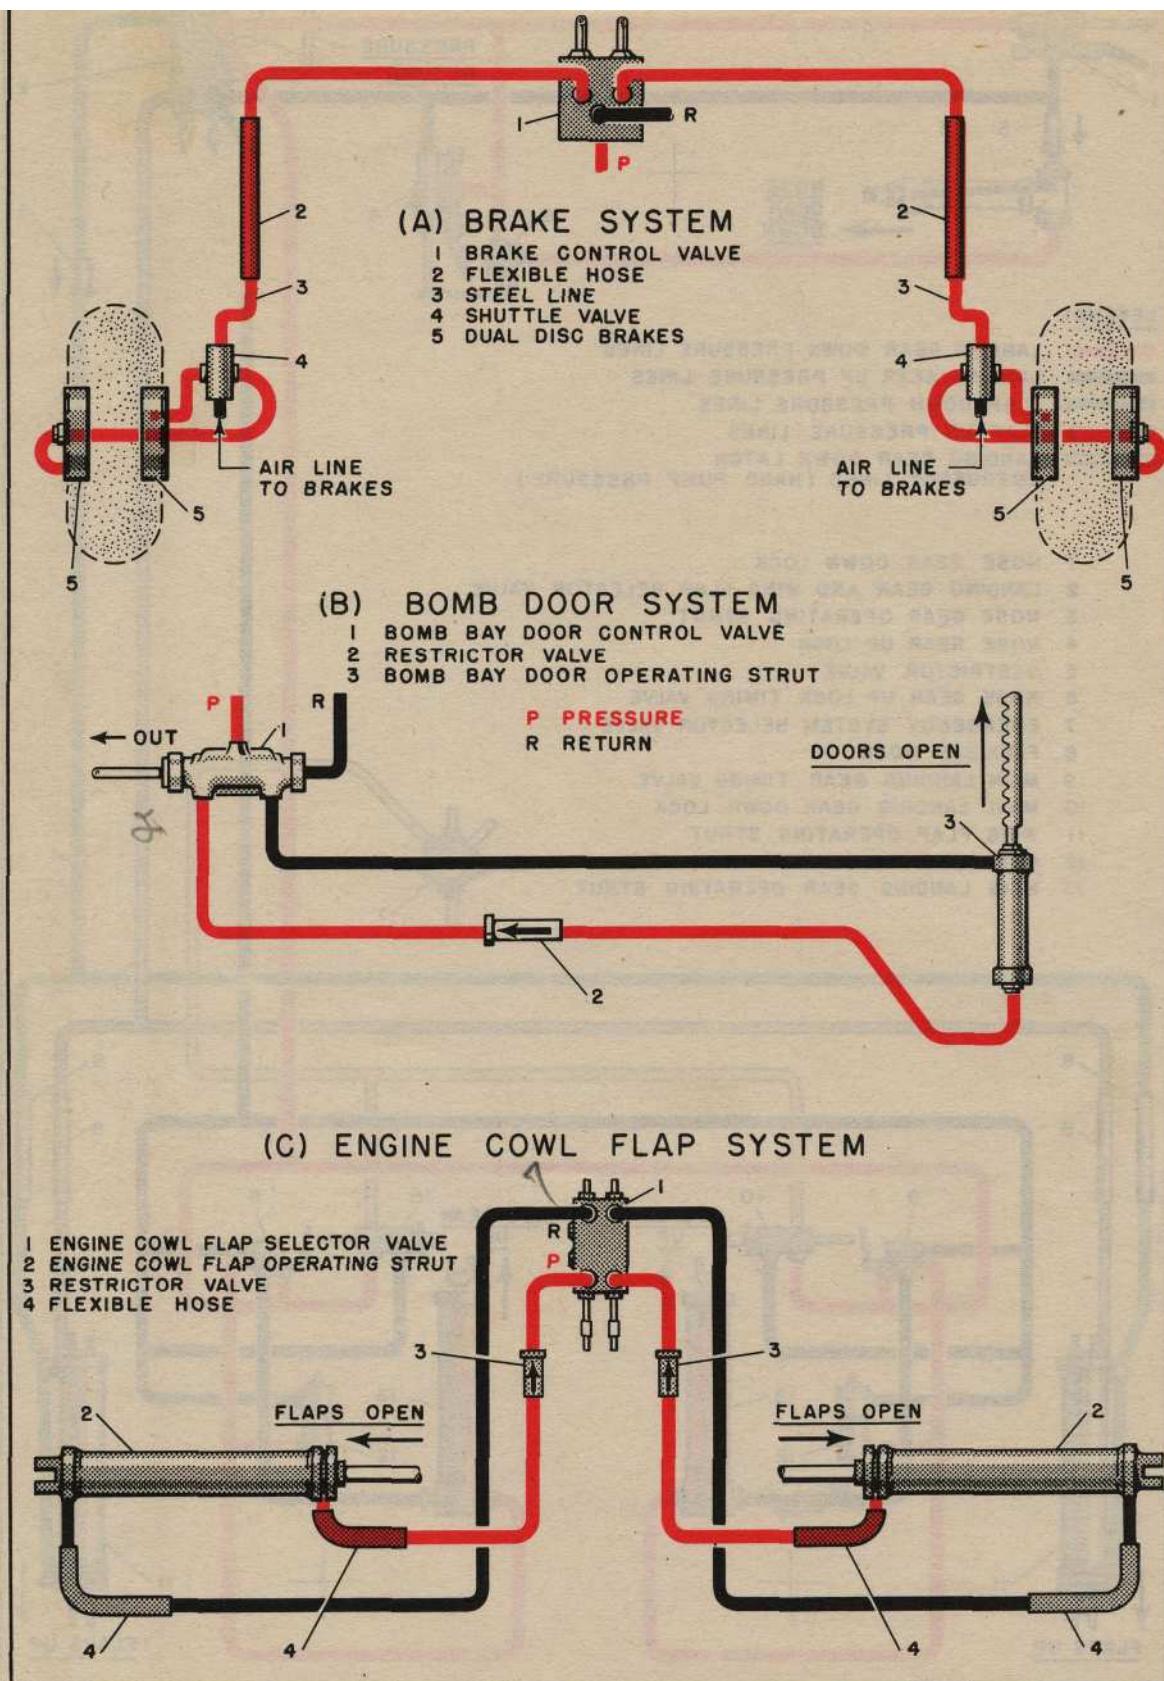 1
R
P
2
2
(A) BRAKE SYSTEM
1 BRAKE CONTROL VALVE
2 FLEXIBLE HOSE
3 STEEL LINE
4 SHUTTLE VALVE
5 DUAL DISC BRAKES
3
3
4
4
AIR LINE
TO BRAKES
AIR LINE
TO BRAKES
5
5
5
5
(B) BOMB DOOR SYSTEM
1 BOMB BAY DOOR CONTROL VALVE
2 RESTRICTOR VALVE
3 BOMB BAY DOOR OPERATING STRUT
P
R
P PRESSURE
R RETURN
OUT
1
DOORS OPEN
3
2
(C) ENGINE COWL FLAP SYSTEM
1
R
P
1 ENGINE COWL FLAP SELECTOR VALVE
2 ENGINE COWL FLAP OPERATING STRUT
3 RESTRICTOR VALVE
4 FLEXIBLE HOSE
3
3
2
FLAPS OPEN
FLAPS OPEN
2
4
4
4
4